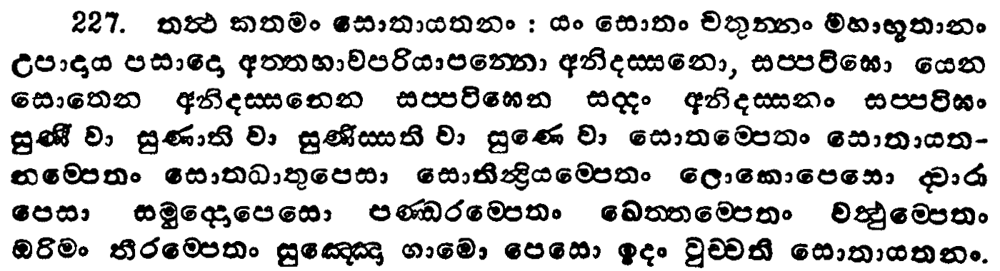 227. තත්‍ථ කතමං සොතායතනං : යං සොතං චතුන්‍නං මහාභූතානං
උපාදාය පසාදො අත්‍තභාවපරියාපන්‍නො අනිදස්‍සනො, සප්‍පටිඝො යෙන
සොතෙන අනිදස්‍සනෙන සප්‍පටිඝෙන සද්‍දං අනිදස්‍සනං සප්‍පටිඝං
සුණි වා සුණාති වා සුණිස්‍සති වා සුණෙ වා සොතම්‍පෙතං සොතායත-
නම්‍පෙතං සොතධාතුපෙසා සොතින්‍ද්‍රියම්‍පෙතං ලොකොපෙසො ද්‍වාරා
පෙසා සමුද්‍දොපෙසො පණ්‍ඩරම්‍පෙතං ඛෙත්‍තම්‍පෙතං වත්‍ථුම්‍පෙතං
ඔරිමං තීරම්‍පෙතං සුඤ්‍ඤො ගාමො පෙසො ඉදං වුච්‍චති සොතායතනං.